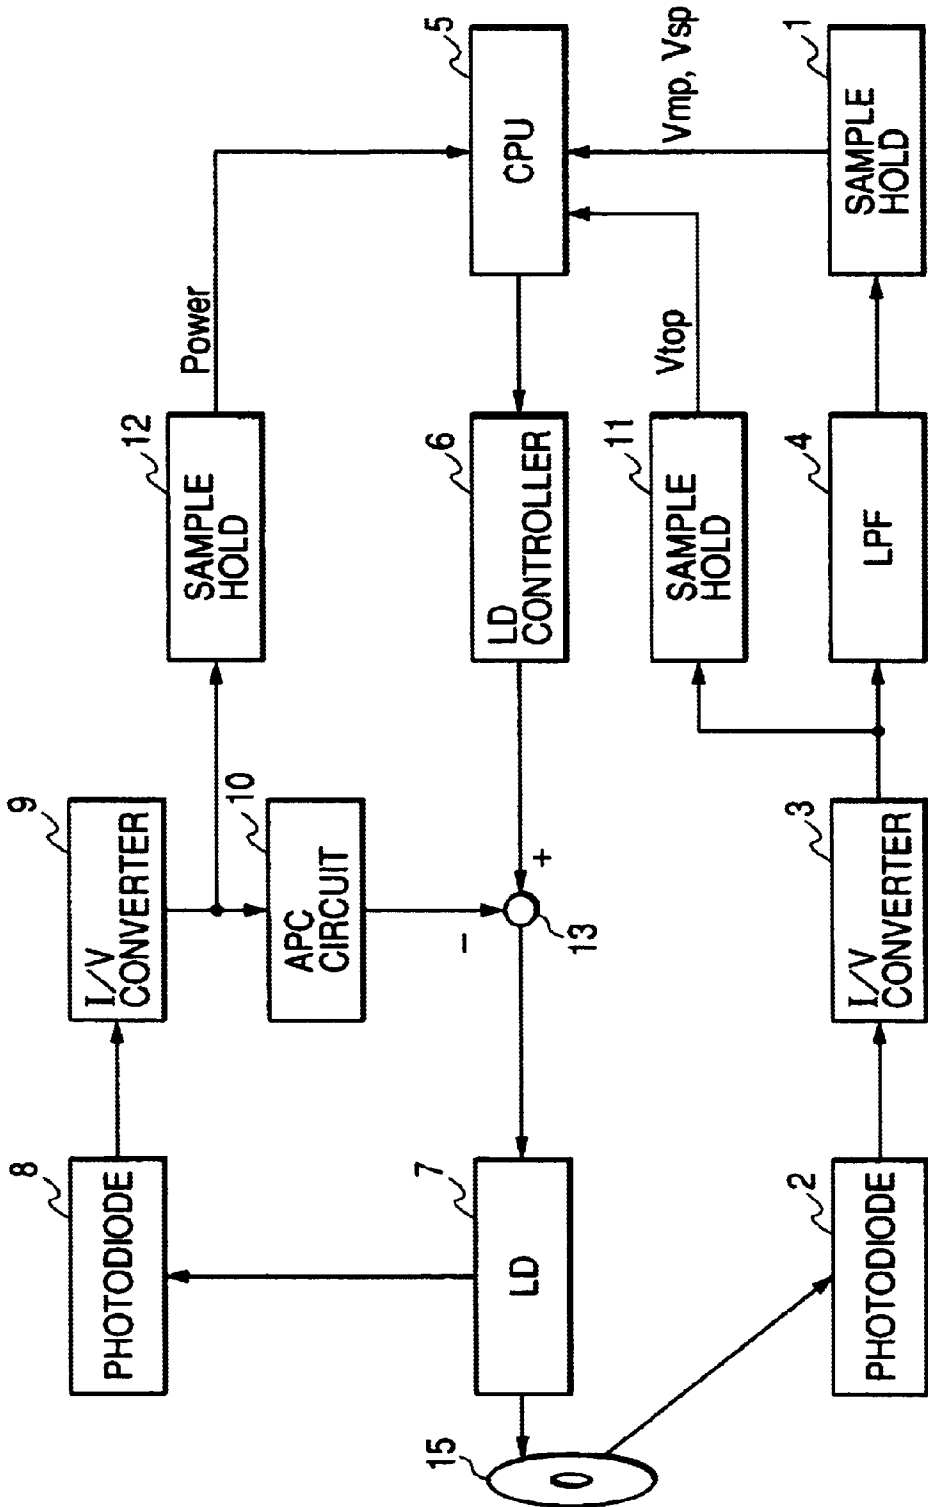 8
PHOTODIODE
9
I/V
CONVERTER
12
SAMPLE
HOLD
Power
10
APC
CIRCUIT
15
7
LD
−
+
13
6
LD
CONTROLLER
5
CPU
11
SAMPLE
HOLD
Vtop
Vmp, Vsp
2
PHOTODIODE
3
I/V
CONVERTER
4
LPF
1
SAMPLE
HOLD